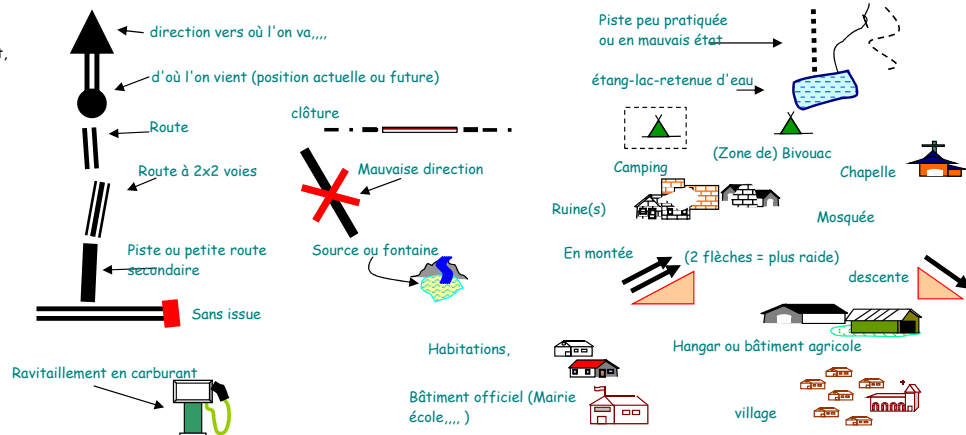 direction vers où l'on va,,,,
t,
d'où l'on vient (position actuelle ou future)
Route
Route à 2x2 voies
Piste ou petite route
secondaire
Sans issue
Ravitaillement en carburant
clôture
Mauvaise direction
Source ou fontaine
Habitations,
Bâtiment officiel (Mairie
école,,,, )
Piste peu pratiquée
ou en mauvais état
étang-lac-retenue d'eau
Camping
(Zone de) Bivouac
Chapelle
Ruine(s)
Mosquée
En montée
(2 flèches = plus raide)
descente
Hangar ou bâtiment agricole
village